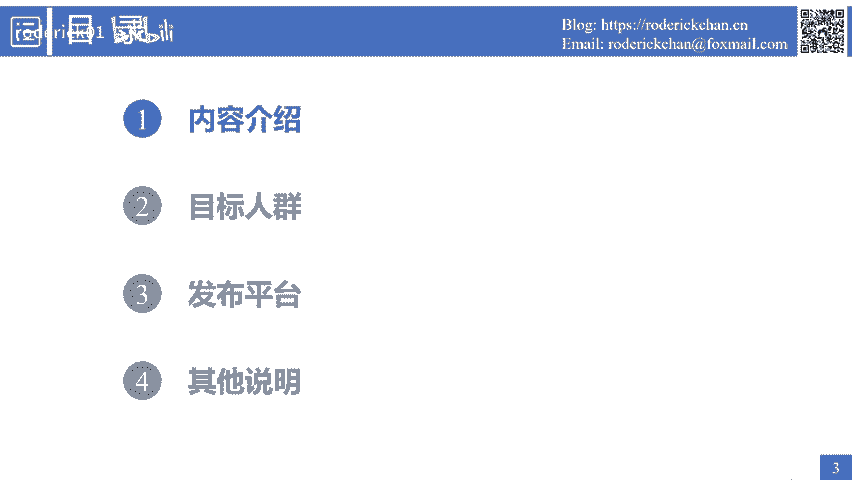 目录
roderick01 bilibili
Blog: https://roderickchan.cn
Email: roderickchan@foxmail.com
1 内容介绍
2 目标人群
3 发布平台
4 其他说明
3